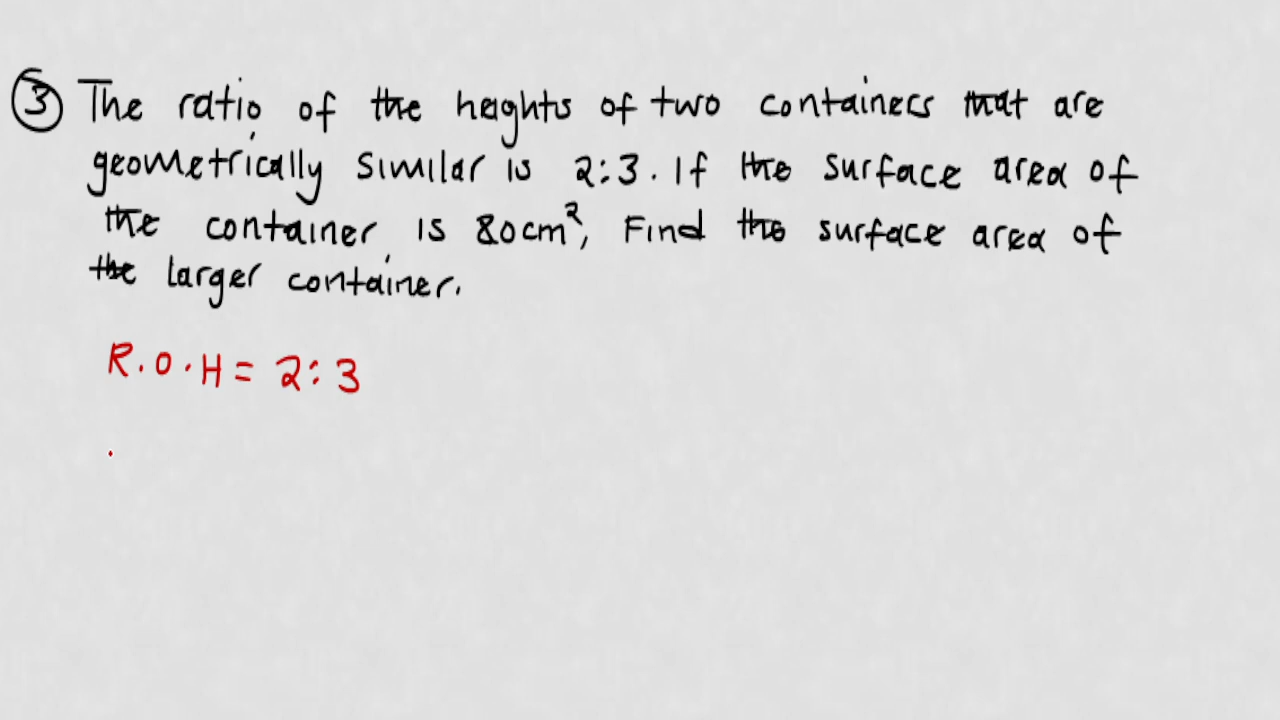 ③ The ratio of the heights of two containers that are
geometrically similar is 2:3. If the surface area of
the container is 80cm², Find the surface area of
the larger container.
R.O.H = 2:3